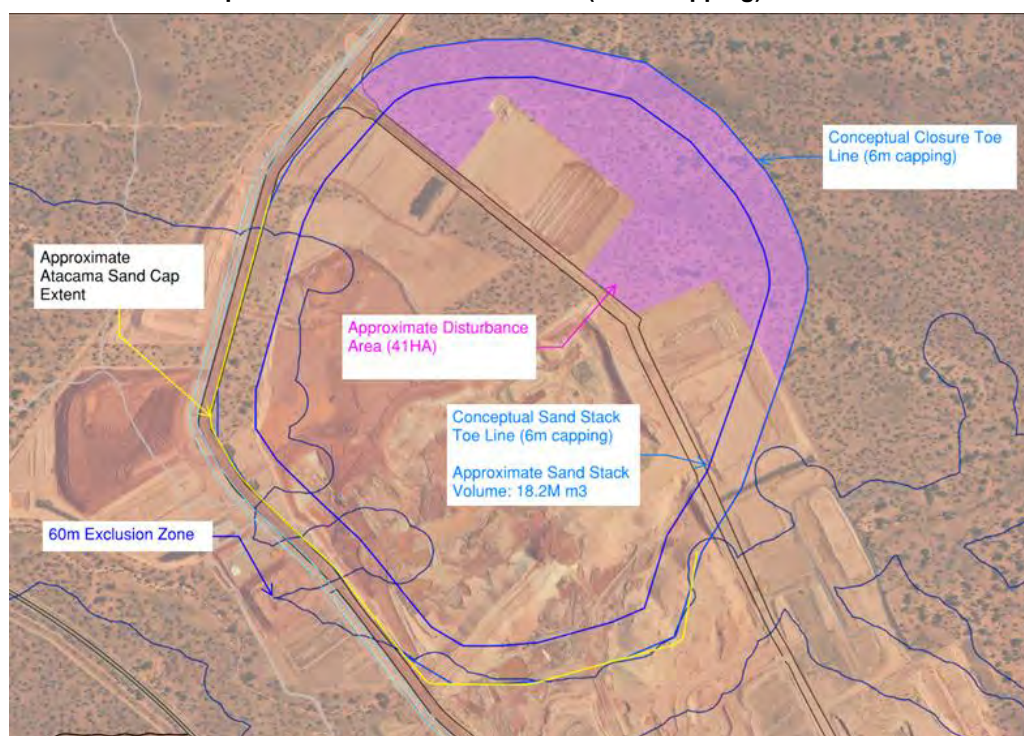 Conceptual Closure Toe
Line (6m capping)
Approximate
Atacama Sand Cap
Extent
Approximate Disturbance
Area (41HA)
Conceptual Sand Stack
Toe Line (6m capping)
Approximate Sand Stack
Volume: 18.2M m3
60m Exclusion Zone